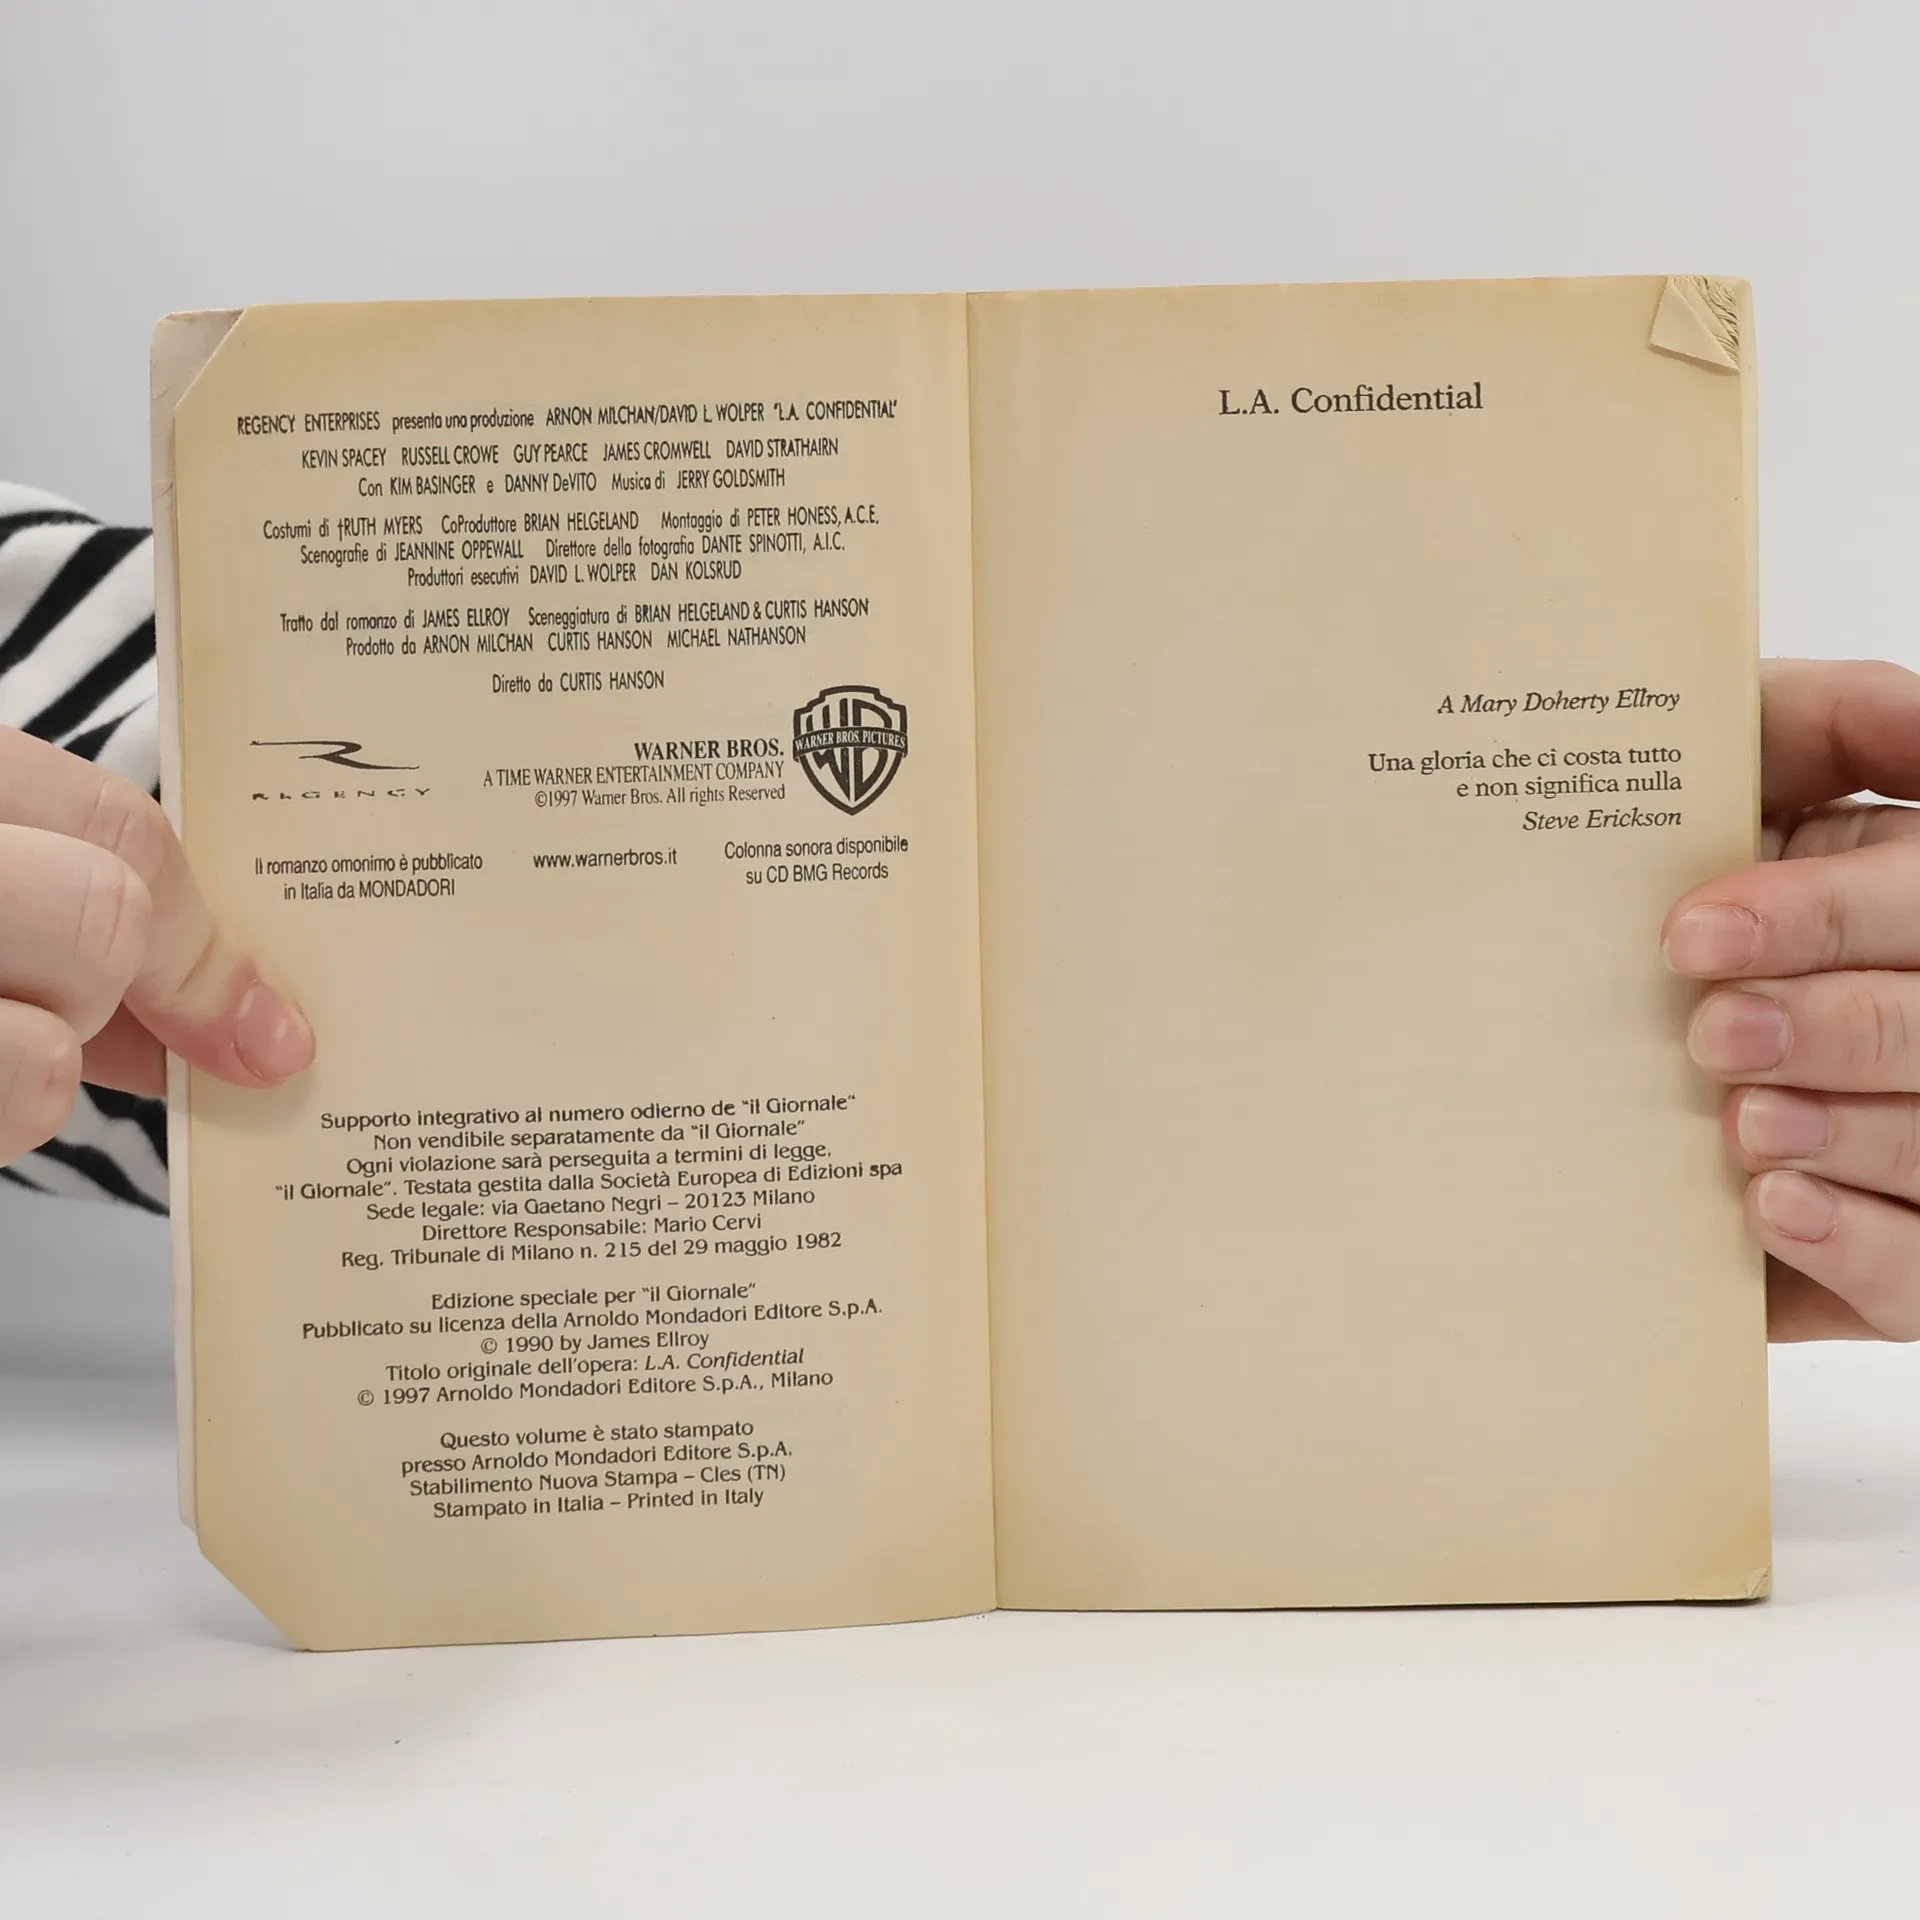 REGENCY ENTERPRISES presenta una produzione ARNON MILCHAN/DAVID L. WOLPER "L.A. CONFIDENTIAL"
KEVIN SPACEY RUSSELL CROWE GUY PEARCE JAMES CROMWELL DAVID STRATHAIRN
Con KIM BASINGER e DANNY DeVITO Musica di JERRY GOLDSMITH
Costumi di †RUTH MYERS CoProduttore BRIAN HELGELAND Montaggio di PETER HONESS, A.C.E.
Scenografie di JEANNINE OPPEWALL Direttore della fotografia DANTE SPINOTTI, A.I.C.
Produttori esecutivi DAVID L. WOLPER DAN KOLSRUD
Tratto dal romanzo di JAMES ELLROY Sceneggiatura di BRIAN HELGELAND & CURTIS HANSON
Prodotto da ARNON MILCHAN CURTIS HANSON MICHAEL NATHANSON
Diretto da CURTIS HANSON
REGENCY
WARNER BROS.
A TIME WARNER ENTERTAINMENT COMPANY
©1997 Warner Bros. All rights Reserved
WARNER BROS. PICTURES
Il romanzo omonimo è pubblicato
in Italia da MONDADORI
www.warnerbros.it
Colonna sonora disponibile
su CD BMG Records
Supporto integrativo al numero odierno de "il Giornale"
Non vendibile separatamente da "il Giornale"
Ogni violazione sarà perseguita a termini di legge.
"il Giornale". Testata gestita dalla Società Europea di Edizioni spa
Sede legale: via Gaetano Negri – 20123 Milano
Direttore Responsabile: Mario Cervi
Reg. Tribunale di Milano n. 215 del 29 maggio 1982
Edizione speciale per "il Giornale"
Pubblicato su licenza della Arnoldo Mondadori Editore S.p.A.
© 1990 by James Ellroy
Titolo originale dell'opera: L.A. Confidential
© 1997 Arnoldo Mondadori Editore S.p.A., Milano
Questo volume è stato stampato
presso Arnoldo Mondadori Editore S.p.A.
Stabilimento Nuova Stampa – Cles (TN)
Stampato in Italia – Printed in Italy
L.A. Confidential
A Mary Doherty Ellroy
Una gloria che ci costa tutto
e non significa nulla
Steve Erickson